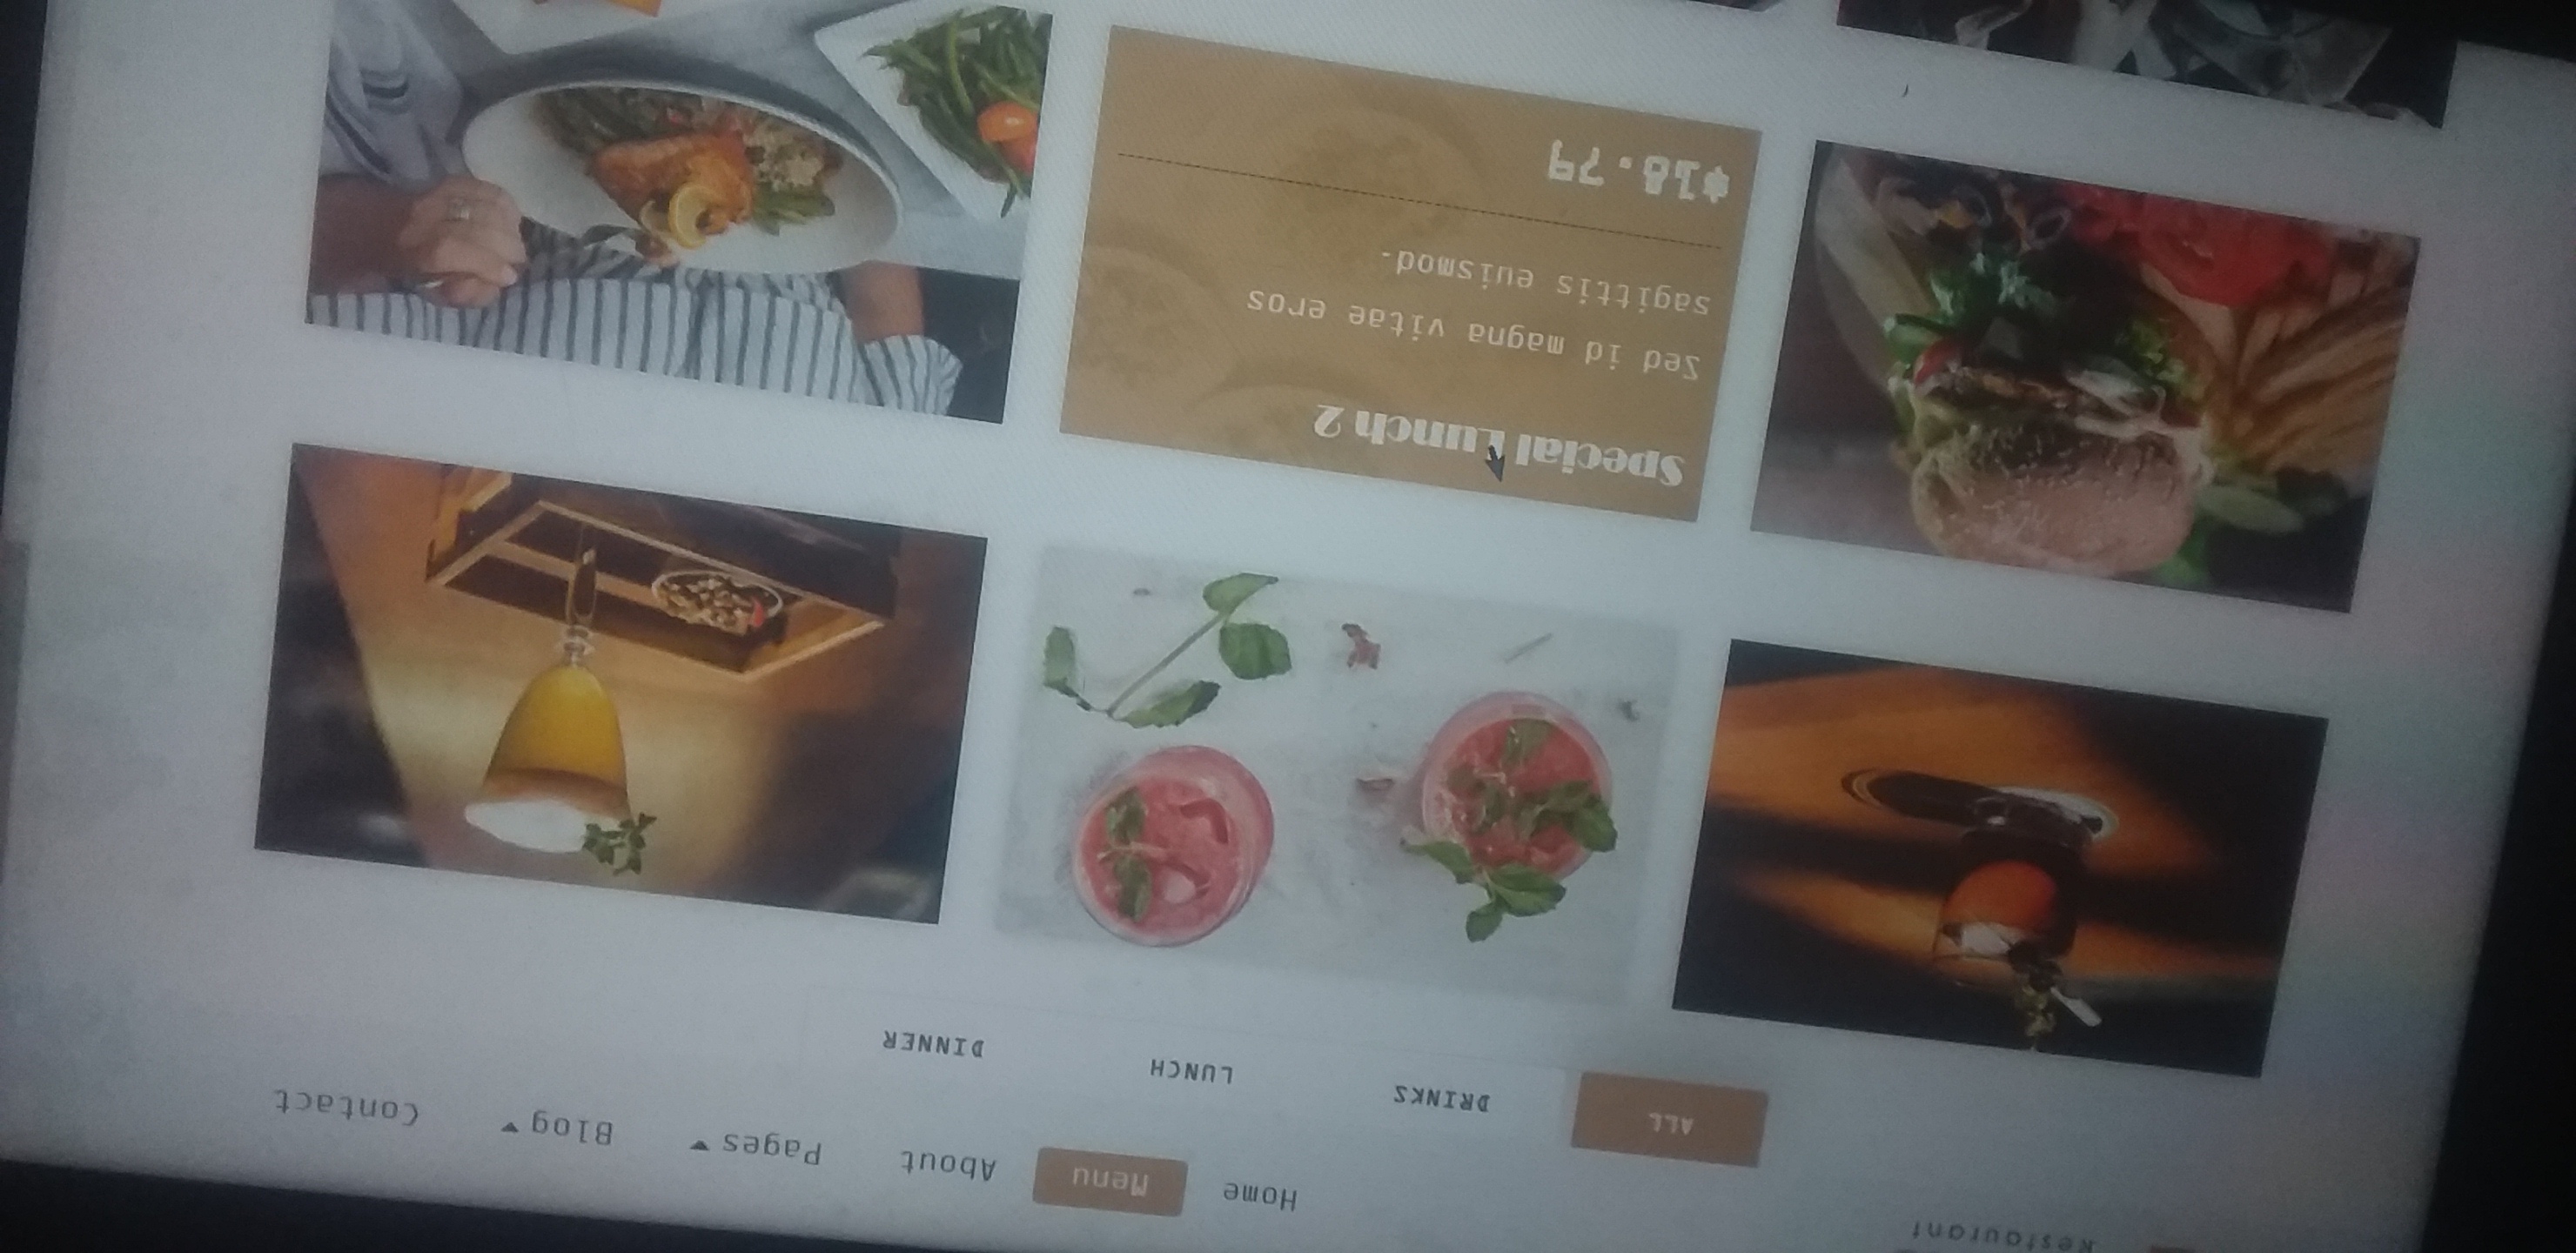 Restaurant
Home Menu About Pages Blog Contact
ALL DRINKS LUNCH DINNER
Special Lunch 2
Sed id magna vitae eros
sagittis euismod.
$18.79